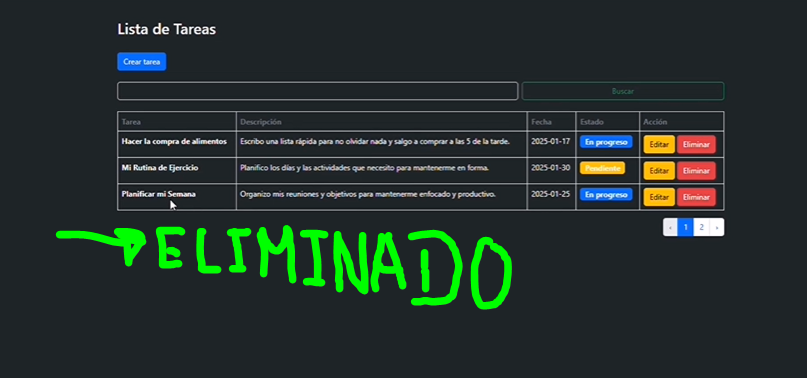 Lista de Tareas
Crear tarea
Buscar
Tarea Descripción Fecha Estado Acción
Hacer la compra de alimentos Escribo una lista rápida para no olvidar nada y salgo a comprar a las 5 de la tarde. 2025-01-17 En progreso Editar Eliminar
Mi Rutina de Ejercicio Planifico los días y las actividades que necesito para mantenerme en forma. 2025-01-30 Pendiente Editar Eliminar
Planificar mi Semana Organizo mis reuniones y objetivos para mantenerme enfocado y productivo. 2025-01-25 En progreso Editar Eliminar
‹ 1 2 ›
ELIMINADO